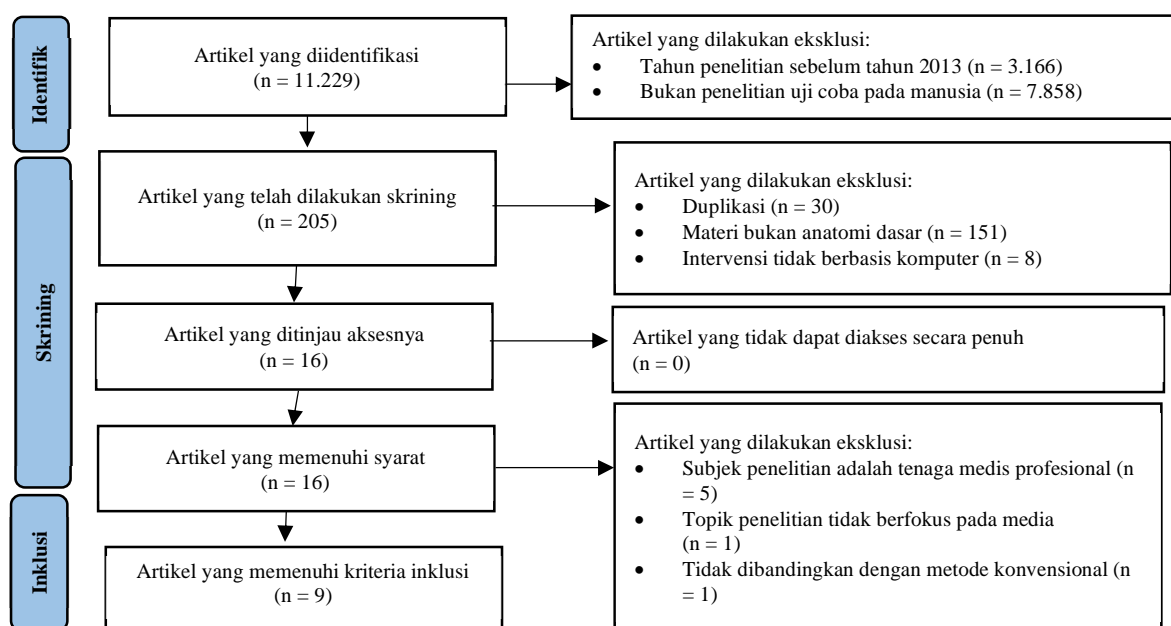 Identifik
Artikel yang diidentifikasi
(n = 11.229)
Artikel yang dilakukan eksklusi:
• Tahun penelitian sebelum tahun 2013 (n = 3.166)
• Bukan penelitian uji coba pada manusia (n = 7.858)
Skrining
Artikel yang telah dilakukan skrining
(n = 205)
Artikel yang dilakukan eksklusi:
• Duplikasi (n = 30)
• Materi bukan anatomi dasar (n = 151)
• Intervensi tidak berbasis komputer (n = 8)
Artikel yang ditinjau aksesnya
(n = 16)
Artikel yang tidak dapat diakses secara penuh
(n = 0)
Artikel yang memenuhi syarat
(n = 16)
Artikel yang dilakukan eksklusi:
• Subjek penelitian adalah tenaga medis profesional (n
= 5)
• Topik penelitian tidak berfokus pada media
(n = 1)
• Tidak dibandingkan dengan metode konvensional (n
= 1)
Inklusi
Artikel yang memenuhi kriteria inklusi
(n = 9)